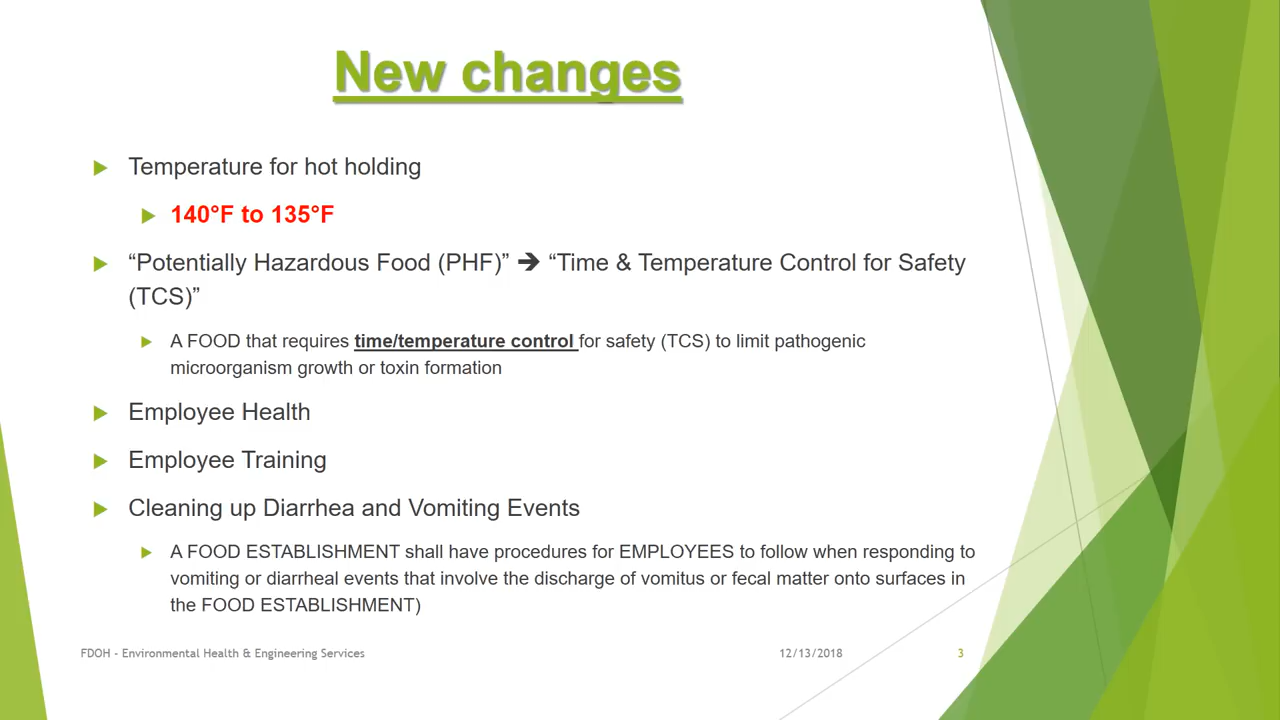 New changes
Temperature for hot holding
140°F to 135°F
“Potentially Hazardous Food (PHF)” ➔ “Time & Temperature Control for Safety
(TCS)”
A FOOD that requires time/temperature control for safety (TCS) to limit pathogenic
microorganism growth or toxin formation
Employee Health
Employee Training
Cleaning up Diarrhea and Vomiting Events
A FOOD ESTABLISHMENT shall have procedures for EMPLOYEES to follow when responding to
vomiting or diarrheal events that involve the discharge of vomitus or fecal matter onto surfaces in
the FOOD ESTABLISHMENT)
FDOH - Environmental Health & Engineering Services 12/13/2018 3